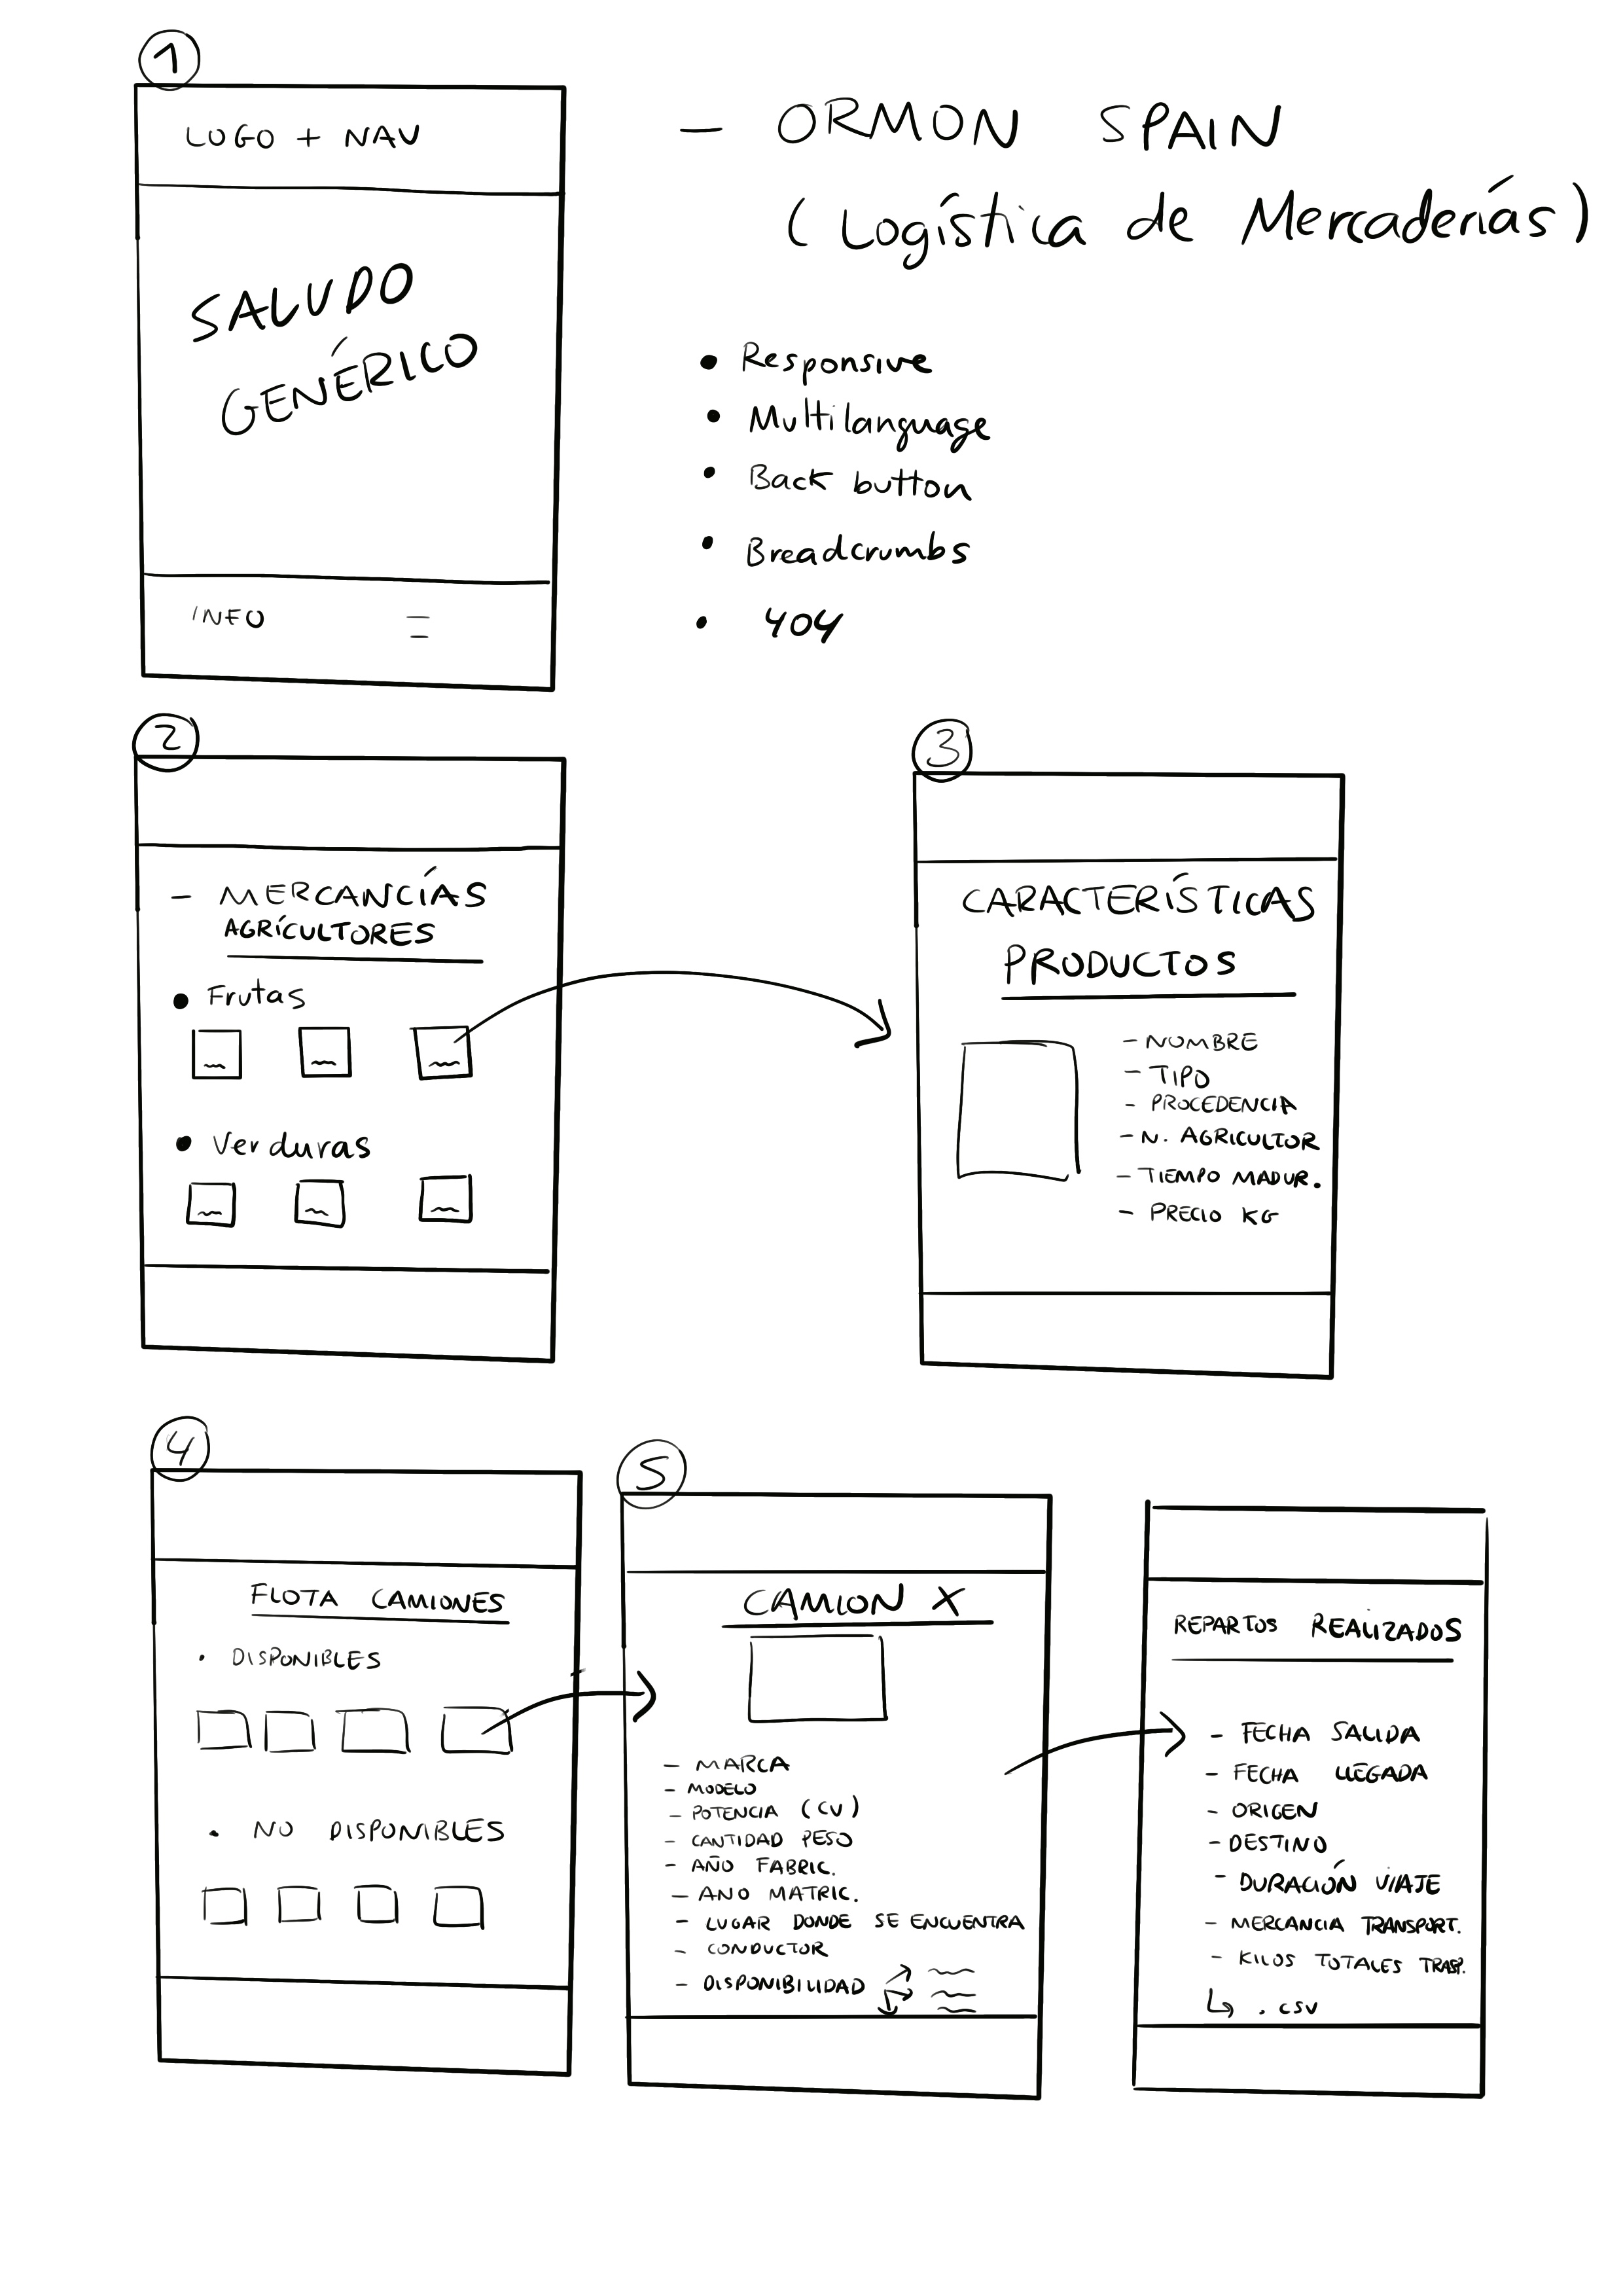 1
LOGO + NAV
SALUDO
GENÉRICO
INFO
— ORMON SPAIN
(Logística de Mercaderías)
• Responsive
• Multilanguage
• Back button
• Breadcrumbs
• 404
2
- MERCANCÍAS
AGRÍCULTORES
• Frutas
• Verduras
3
CARACTERÍSTICAS
PRODUCTOS
- NOMBRE
- TIPO
- PROCEDENCIA
- N. AGRICULTOR
- TIEMPO MADUR.
- PRECIO KG
4
FLOTA CAMIONES
• DISPONIBLES
• NO DISPONIBLES
5
CAMION X
- MARCA
- MODELO
- POTENCIA (CV)
- CANTIDAD PESO
- AÑO FABRIC.
- ANO MATRIC.
- LUGAR DONDE SE ENCUENTRA
- CONDUCTOR
- DISPONIBILIDAD
REPARTOS REALIZADOS
- FECHA SALIDA
- FECHA LLEGADA
- ORIGEN
- DESTINO
- DURACIÓN VIAJE
- MERCANCIA TRANSPORT.
- KILOS TOTALES TRASP.
↳ .csv